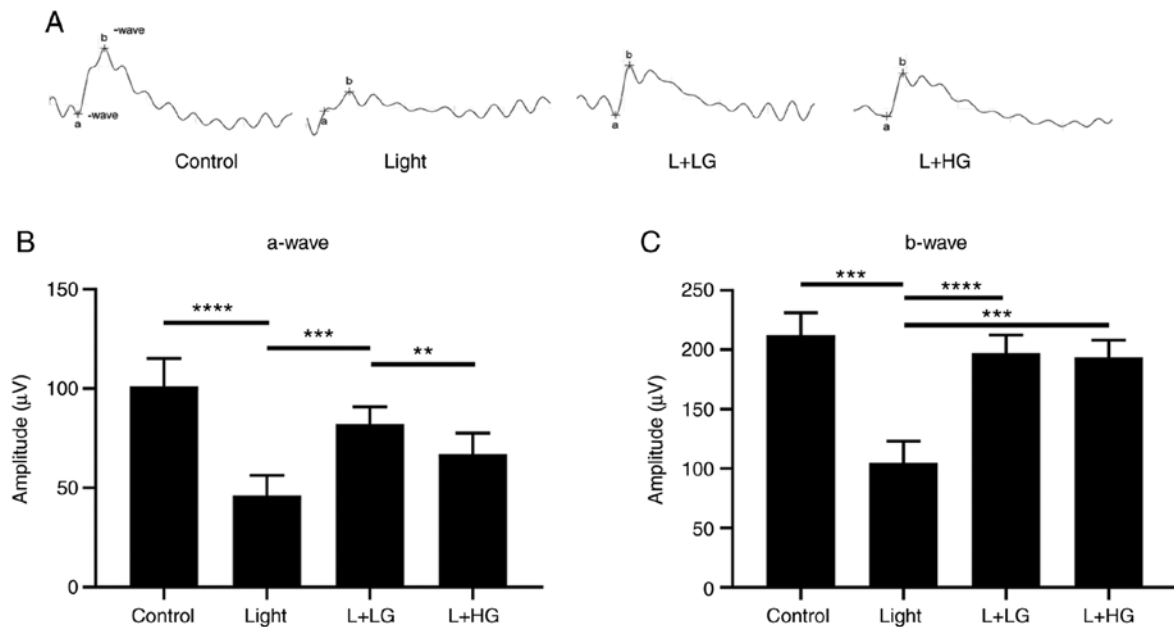 A
b -wave
a -wave
b
a
b
a
b
a
Control Light L+LG L+HG
B
a-wave
Amplitude (µV)
150
100
50
0
****
***
**
Control Light L+LG L+HG
C
b-wave
Amplitude (µV)
250
200
150
100
50
0
***
****
***
Control Light L+LG L+HG